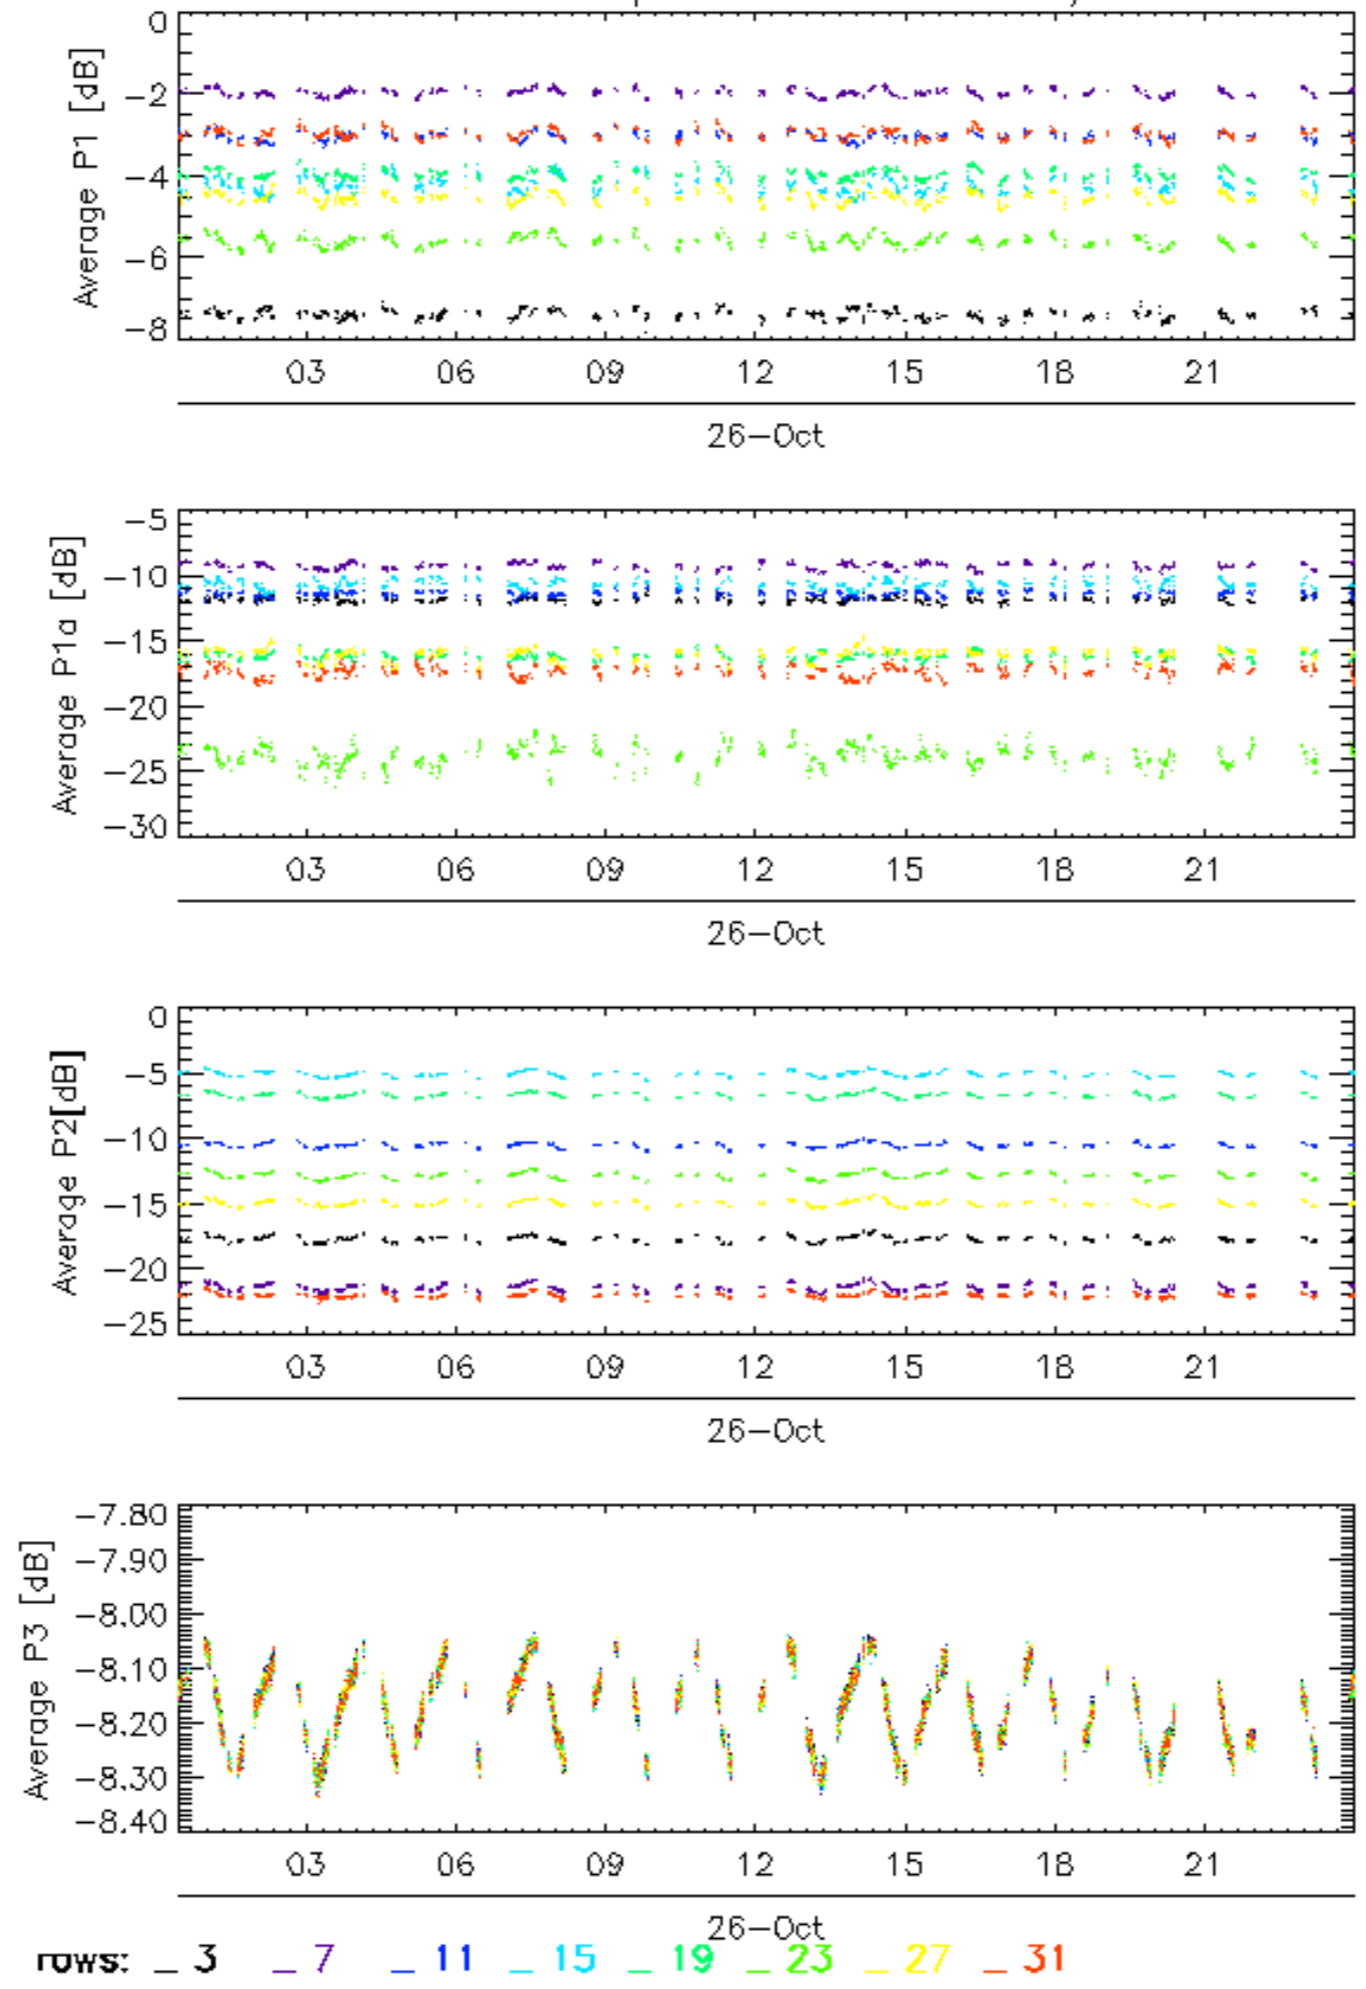 0
-2
-4
-6
-8
Average P1 [dB]
03 06 09 12 15 18 21
26-Oct
-5
-10
-15
-20
-25
-30
Average P1a [dB]
03 06 09 12 15 18 21
26-Oct
0
-5
-10
-15
-20
-25
Average P2[dB]
03 06 09 12 15 18 21
26-Oct
-7.80
-7.90
-8.00
-8.10
-8.20
-8.30
-8.40
Average P3 [dB]
03 06 09 12 15 18 21
26-Oct
rows: _ 3 _ 7 _ 11 _ 15 _ 19 _ 23 _ 27 _ 31